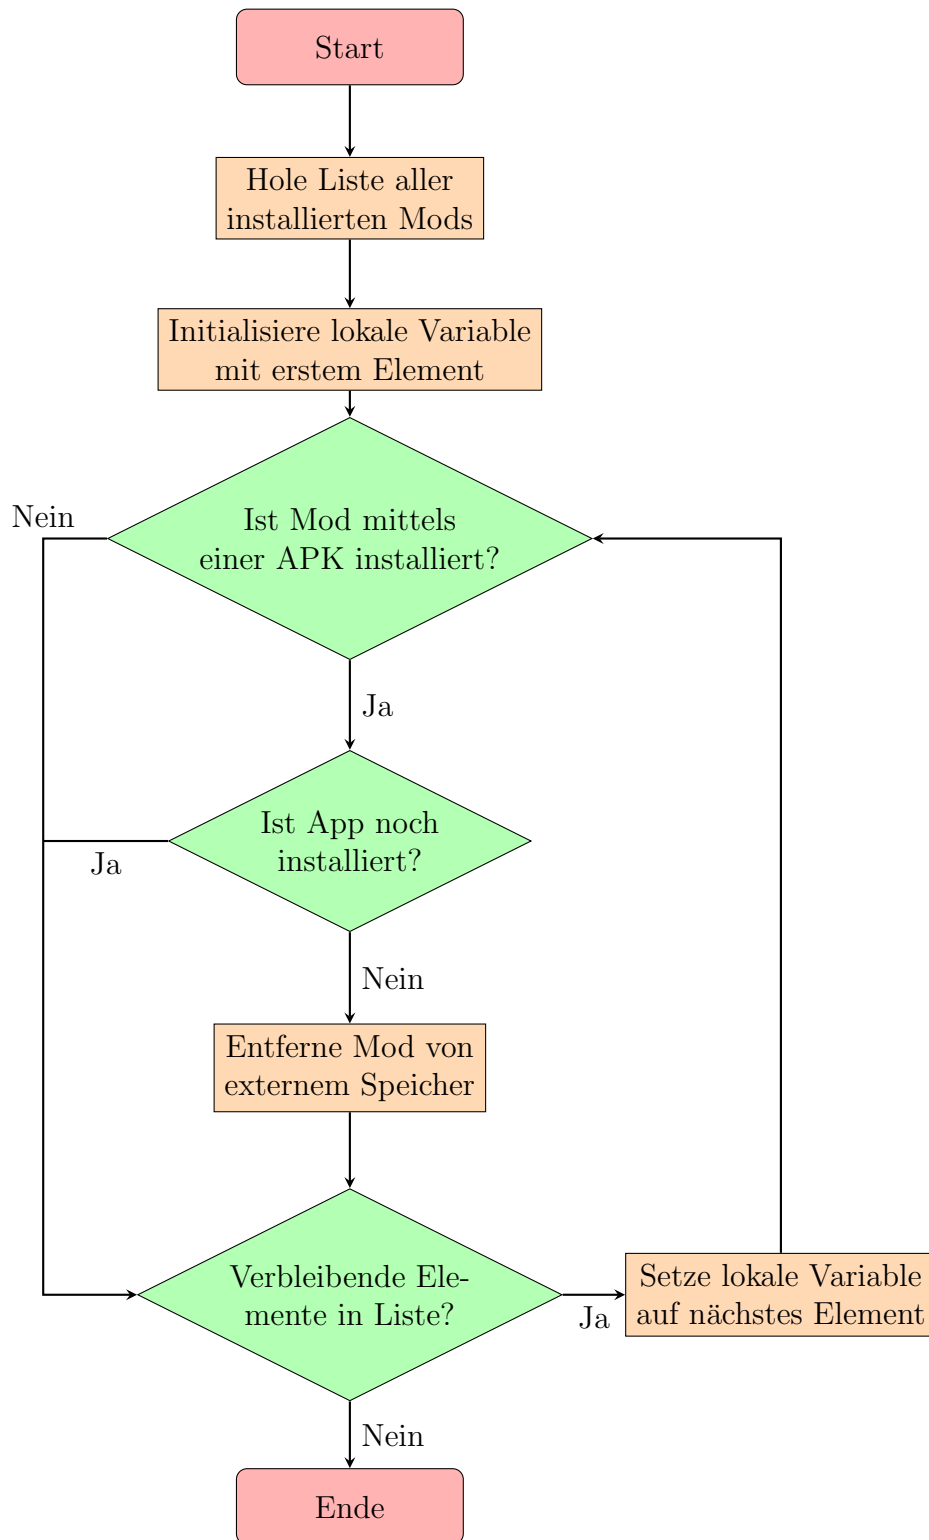 Start
Hole Liste aller
installierten Mods
Initialisiere lokale Variable
mit erstem Element
Nein
Ist Mod mittels
einer APK installiert?
Ja
Ist App noch
installiert?
Ja
Nein
Entferne Mod von
externem Speicher
Verbleibende Ele-
mente in Liste?
Ja
Setze lokale Variable
auf nächstes Element
Nein
Ende